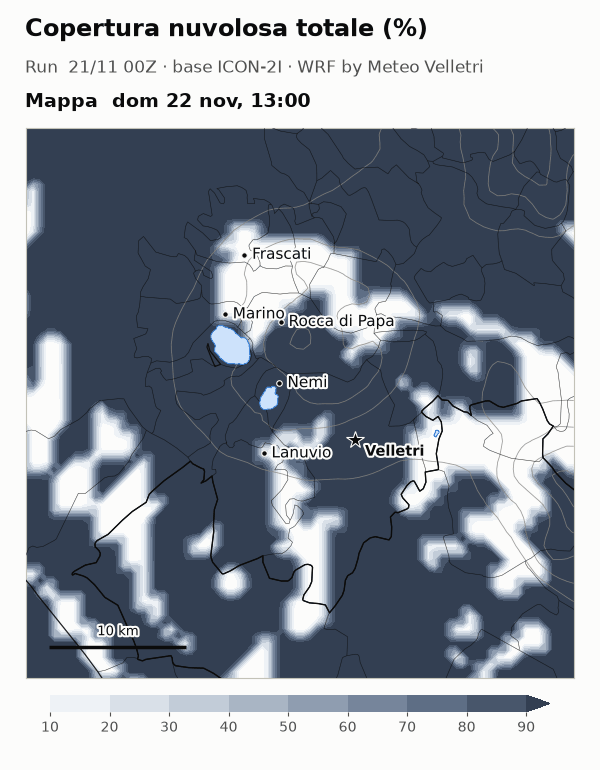 Copertura nuvolosa totale (%)
Run  21/11 00Z · base ICON-2I · WRF by Meteo Velletri
Mappa  dom 22 nov, 13:00
Frascati
Marino
Rocca di Papa
Nemi
Velletri
Lanuvio
10 km
10 20 30 40 50 60 70 80 90